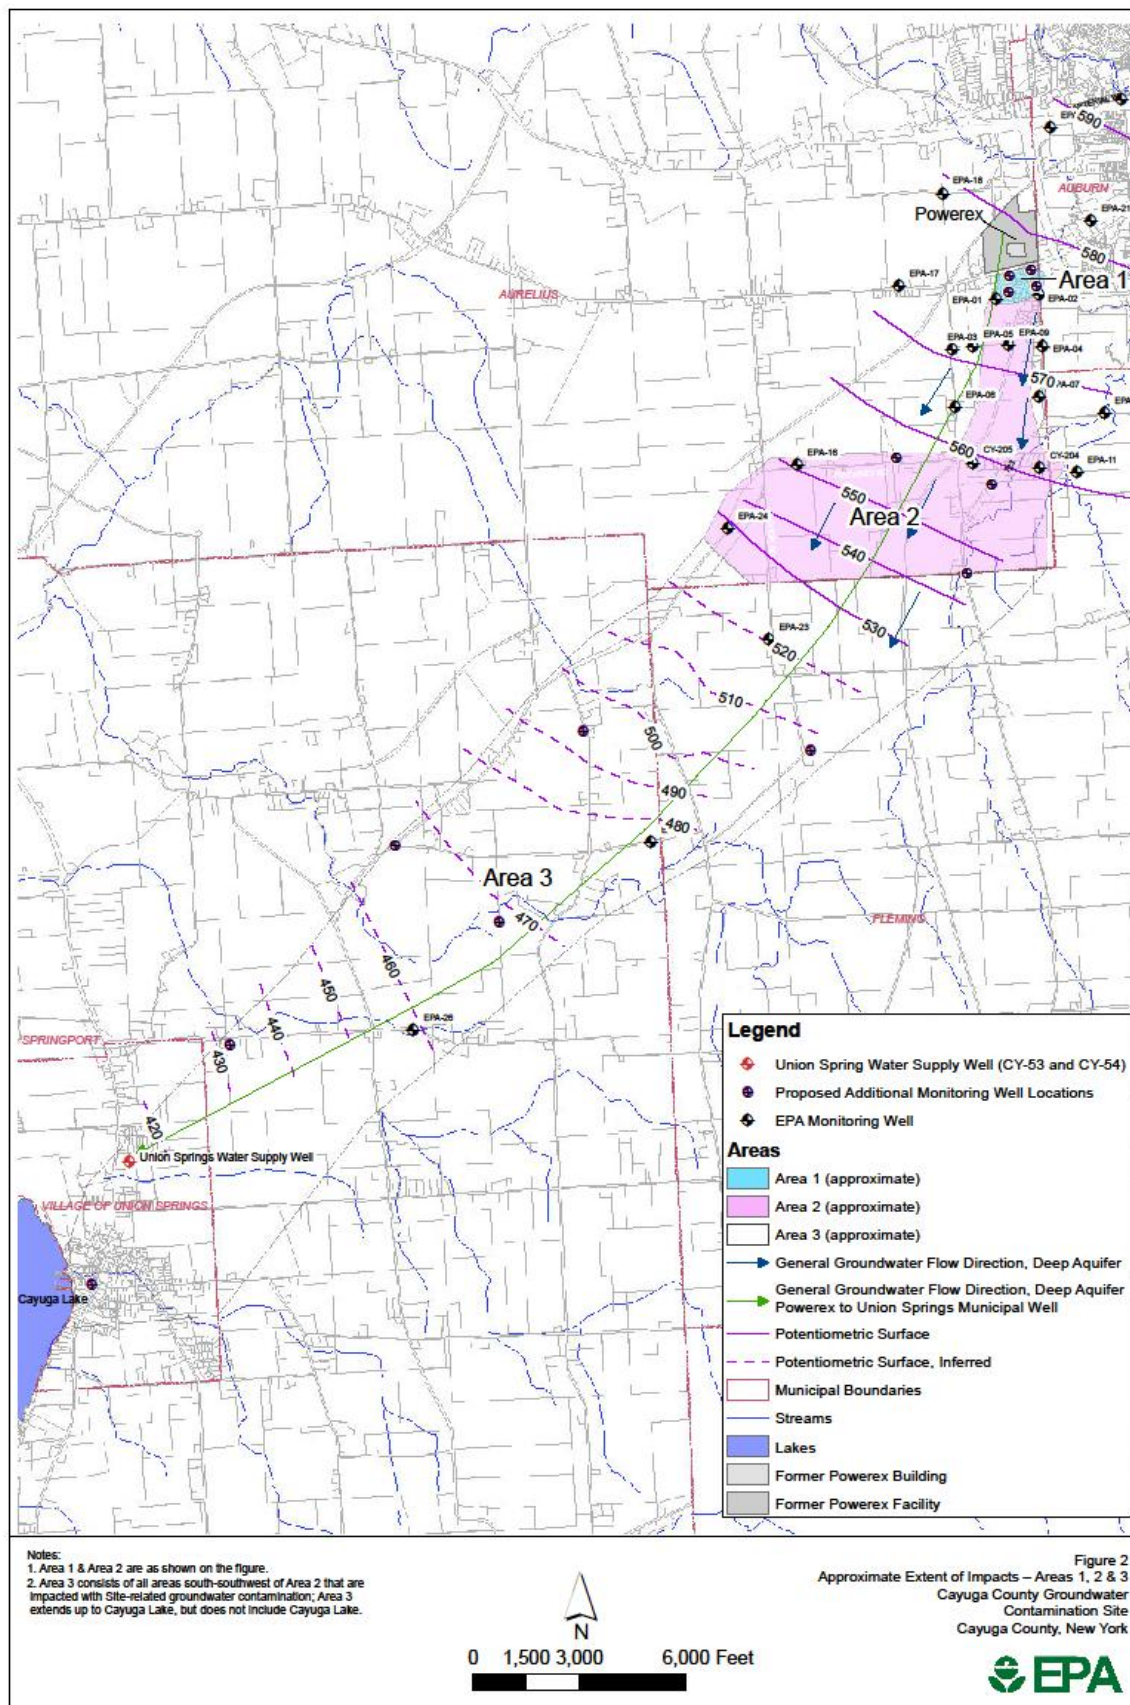 590
EPA-18
AUBURN
Powerex
EPA-21
580
EPA-17
Area 1
AURELIUS
EPA-01
EPA-02
EPA-03
EPA-05
EPA-09
EPA-04
570
EPA-06
560
CY-205
CY-204
EPA-11
EPA-16
550
Area 2
EPA-24
540
530
EPA-23
520
510
500
490
480
Area 3
470
FLEMING
460
450
EPA-26
440
SPRINGPORT
430
420
Union Springs Water Supply Well
VILLAGE OF UNION SPRINGS
Cayuga Lake
Legend
Union Spring Water Supply Well (CY-53 and CY-54)
Proposed Additional Monitoring Well Locations
EPA Monitoring Well
Areas
Area 1 (approximate)
Area 2 (approximate)
Area 3 (approximate)
General Groundwater Flow Direction, Deep Aquifer
General Groundwater Flow Direction, Deep Aquifer
Powerex to Union Springs Municipal Well
Potentiometric Surface
Potentiometric Surface, Inferred
Municipal Boundaries
Streams
Lakes
Former Powerex Building
Former Powerex Facility
Notes:
1. Area 1 & Area 2 are as shown on the figure.
2. Area 3 consists of all areas south-southwest of Area 2 that are
impacted with Site-related groundwater contamination; Area 3
extends up to Cayuga Lake, but does not include Cayuga Lake.
N
0 1,500 3,000 6,000 Feet
Figure 2
Approximate Extent of Impacts – Areas 1, 2 & 3
Cayuga County Groundwater
Contamination Site
Cayuga County, New York
EPA